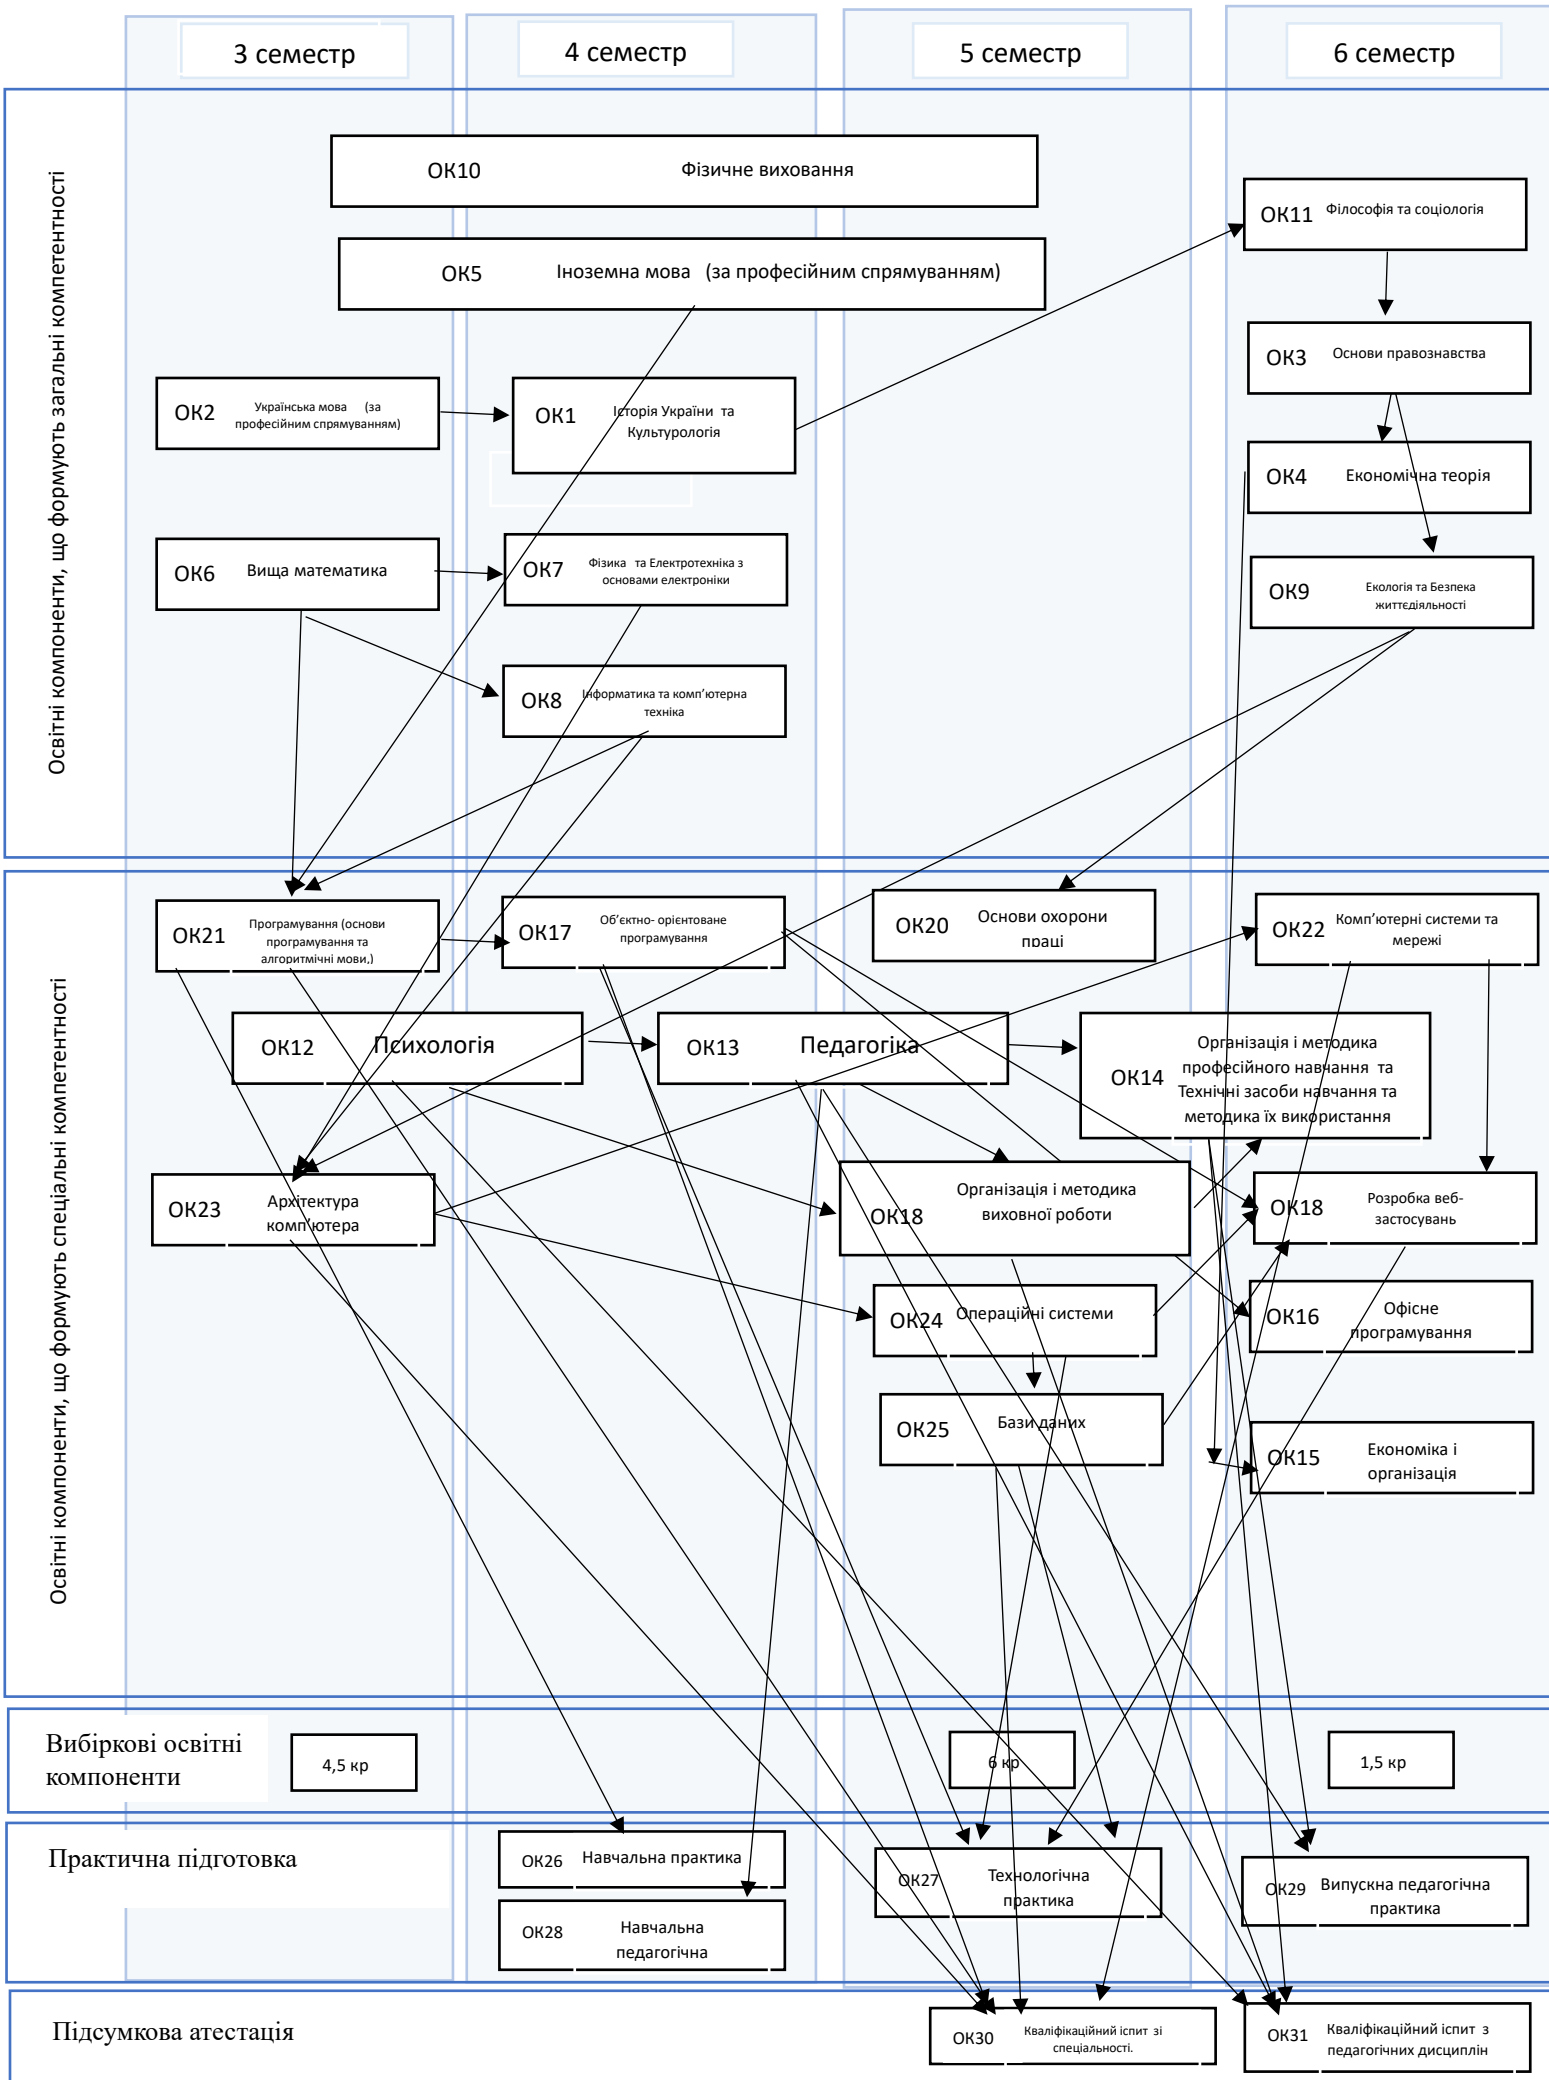 3 семестр
4 семестр
5 семестр
6 семестр
Освітні компоненти, що формують загальні компетентності
ОК10 Фізичне виховання
ОК11 Філософія та соціологія
ОК5 Іноземна мова (за професійним спрямуванням)
ОК3 Основи правознавства
ОК2 Українська мова (за
професійним спрямуванням)
ОК1 Історія України та
Культурологія
ОК4 Економічна теорія
ОК6 Вища математика
ОК7 Фізика та Електротехніка з
основами електроніки
ОК9 Екологія та Безпека
життєдіяльності
ОК8 Інформатика та комп’ютерна
техніка
Освітні компоненти, що формують спеціальні компетентності
ОК21 Програмування (основи
програмування та
алгоритмічні мови,)
ОК17 Об’єктно- орієнтоване
програмування
ОК20 Основи охорони
праці
ОК22 Комп’ютерні системи та
мережі
ОК12 Психологія
ОК13 Педагогіка
ОК14 Організація і методика
професійного навчання та
Технічні засоби навчання та
методика їх використання
ОК23 Архітектура
комп’ютера
ОК18 Організація і методика
виховної роботи
ОК18 Розробка веб-
застосувань
ОК24 Операційні системи
ОК16 Офісне
програмування
ОК25 Бази даних
ОК15 Економіка і
організація
Вибіркові освітні
компоненти
4,5 кр
6 кр
1,5 кр
Практична підготовка
ОК26 Навчальна практика
ОК27 Технологічна
практика
ОК29 Випускна педагогічна
практика
ОК28 Навчальна
педагогічна
Підсумкова атестація
ОК30 Кваліфікаційний іспит зі
спеціальності.
ОК31 Кваліфікаційний іспит з
педагогічних дисциплін